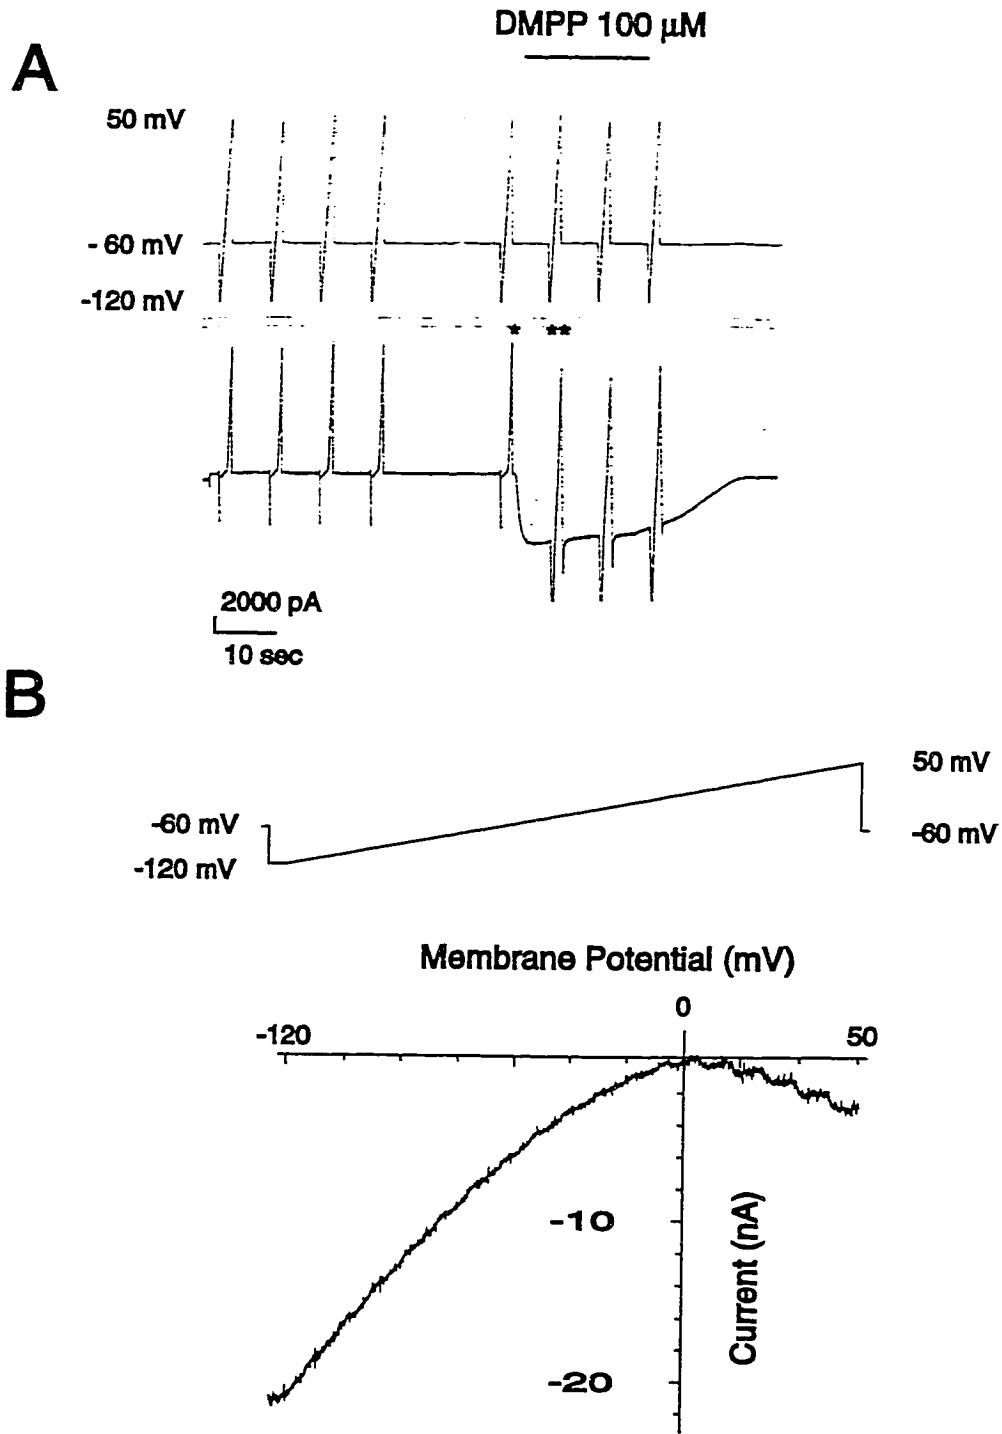 DMPP 100 µM
A
50 mV
- 60 mV
-120 mV
*
**
2000 pA
10 sec
B
50 mV
-60 mV
-60 mV
-120 mV
Membrane Potential (mV)
0
-120
50
-10
Current (nA)
-20